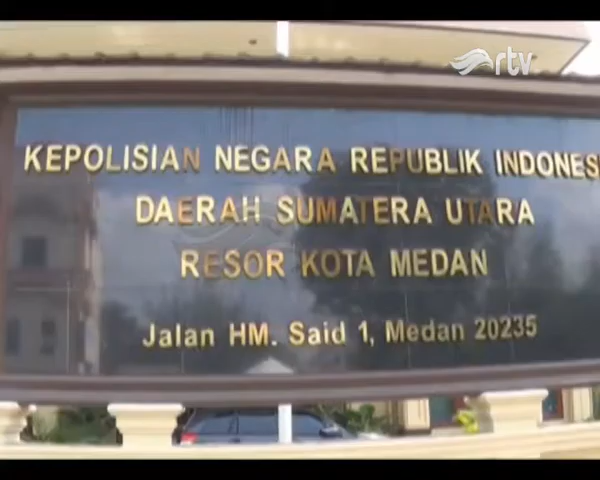 rtv
KEPOLISIAN NEGARA REPUBLIK INDONES
DAERAH SUMATERA UTARA
RESOR KOTA MEDAN
Jalan HM. Said 1, Medan 20235